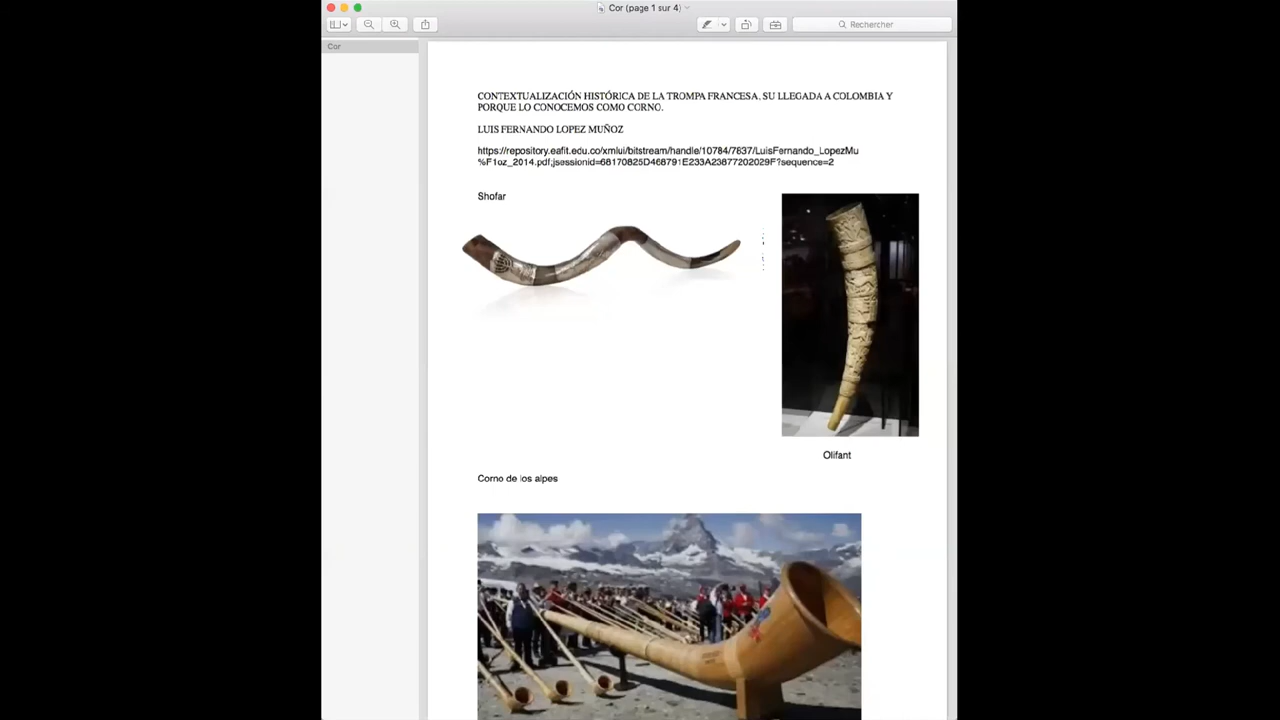 Cor (page 1 sur 4)
Rechercher
Cor
CONTEXTUALIZACIÓN HISTÓRICA DE LA TROMPA FRANCESA, SU LLEGADA A COLOMBIA Y
PORQUE LO CONOCEMOS COMO CORNO.
LUIS FERNANDO LOPEZ MUÑOZ
https://repository.eafit.edu.co/xmlui/bitstream/handle/10784/7837/LuisFernando_LopezMu
%F1oz_2014.pdf;jsessionid=68170825D468791E233A23877202029F?sequence=2
Shofar
Olifant
Corno de los alpes